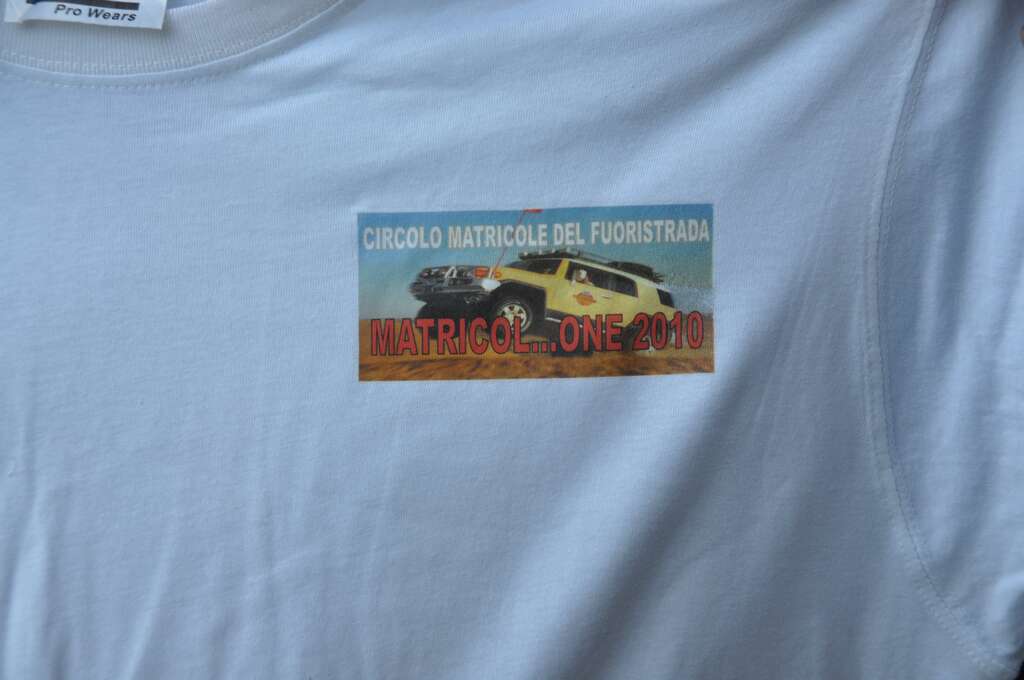 Pro Wears
CIRCOLO MATRICOLE DEL FUORISTRADA
MATRICOL...ONE 2010